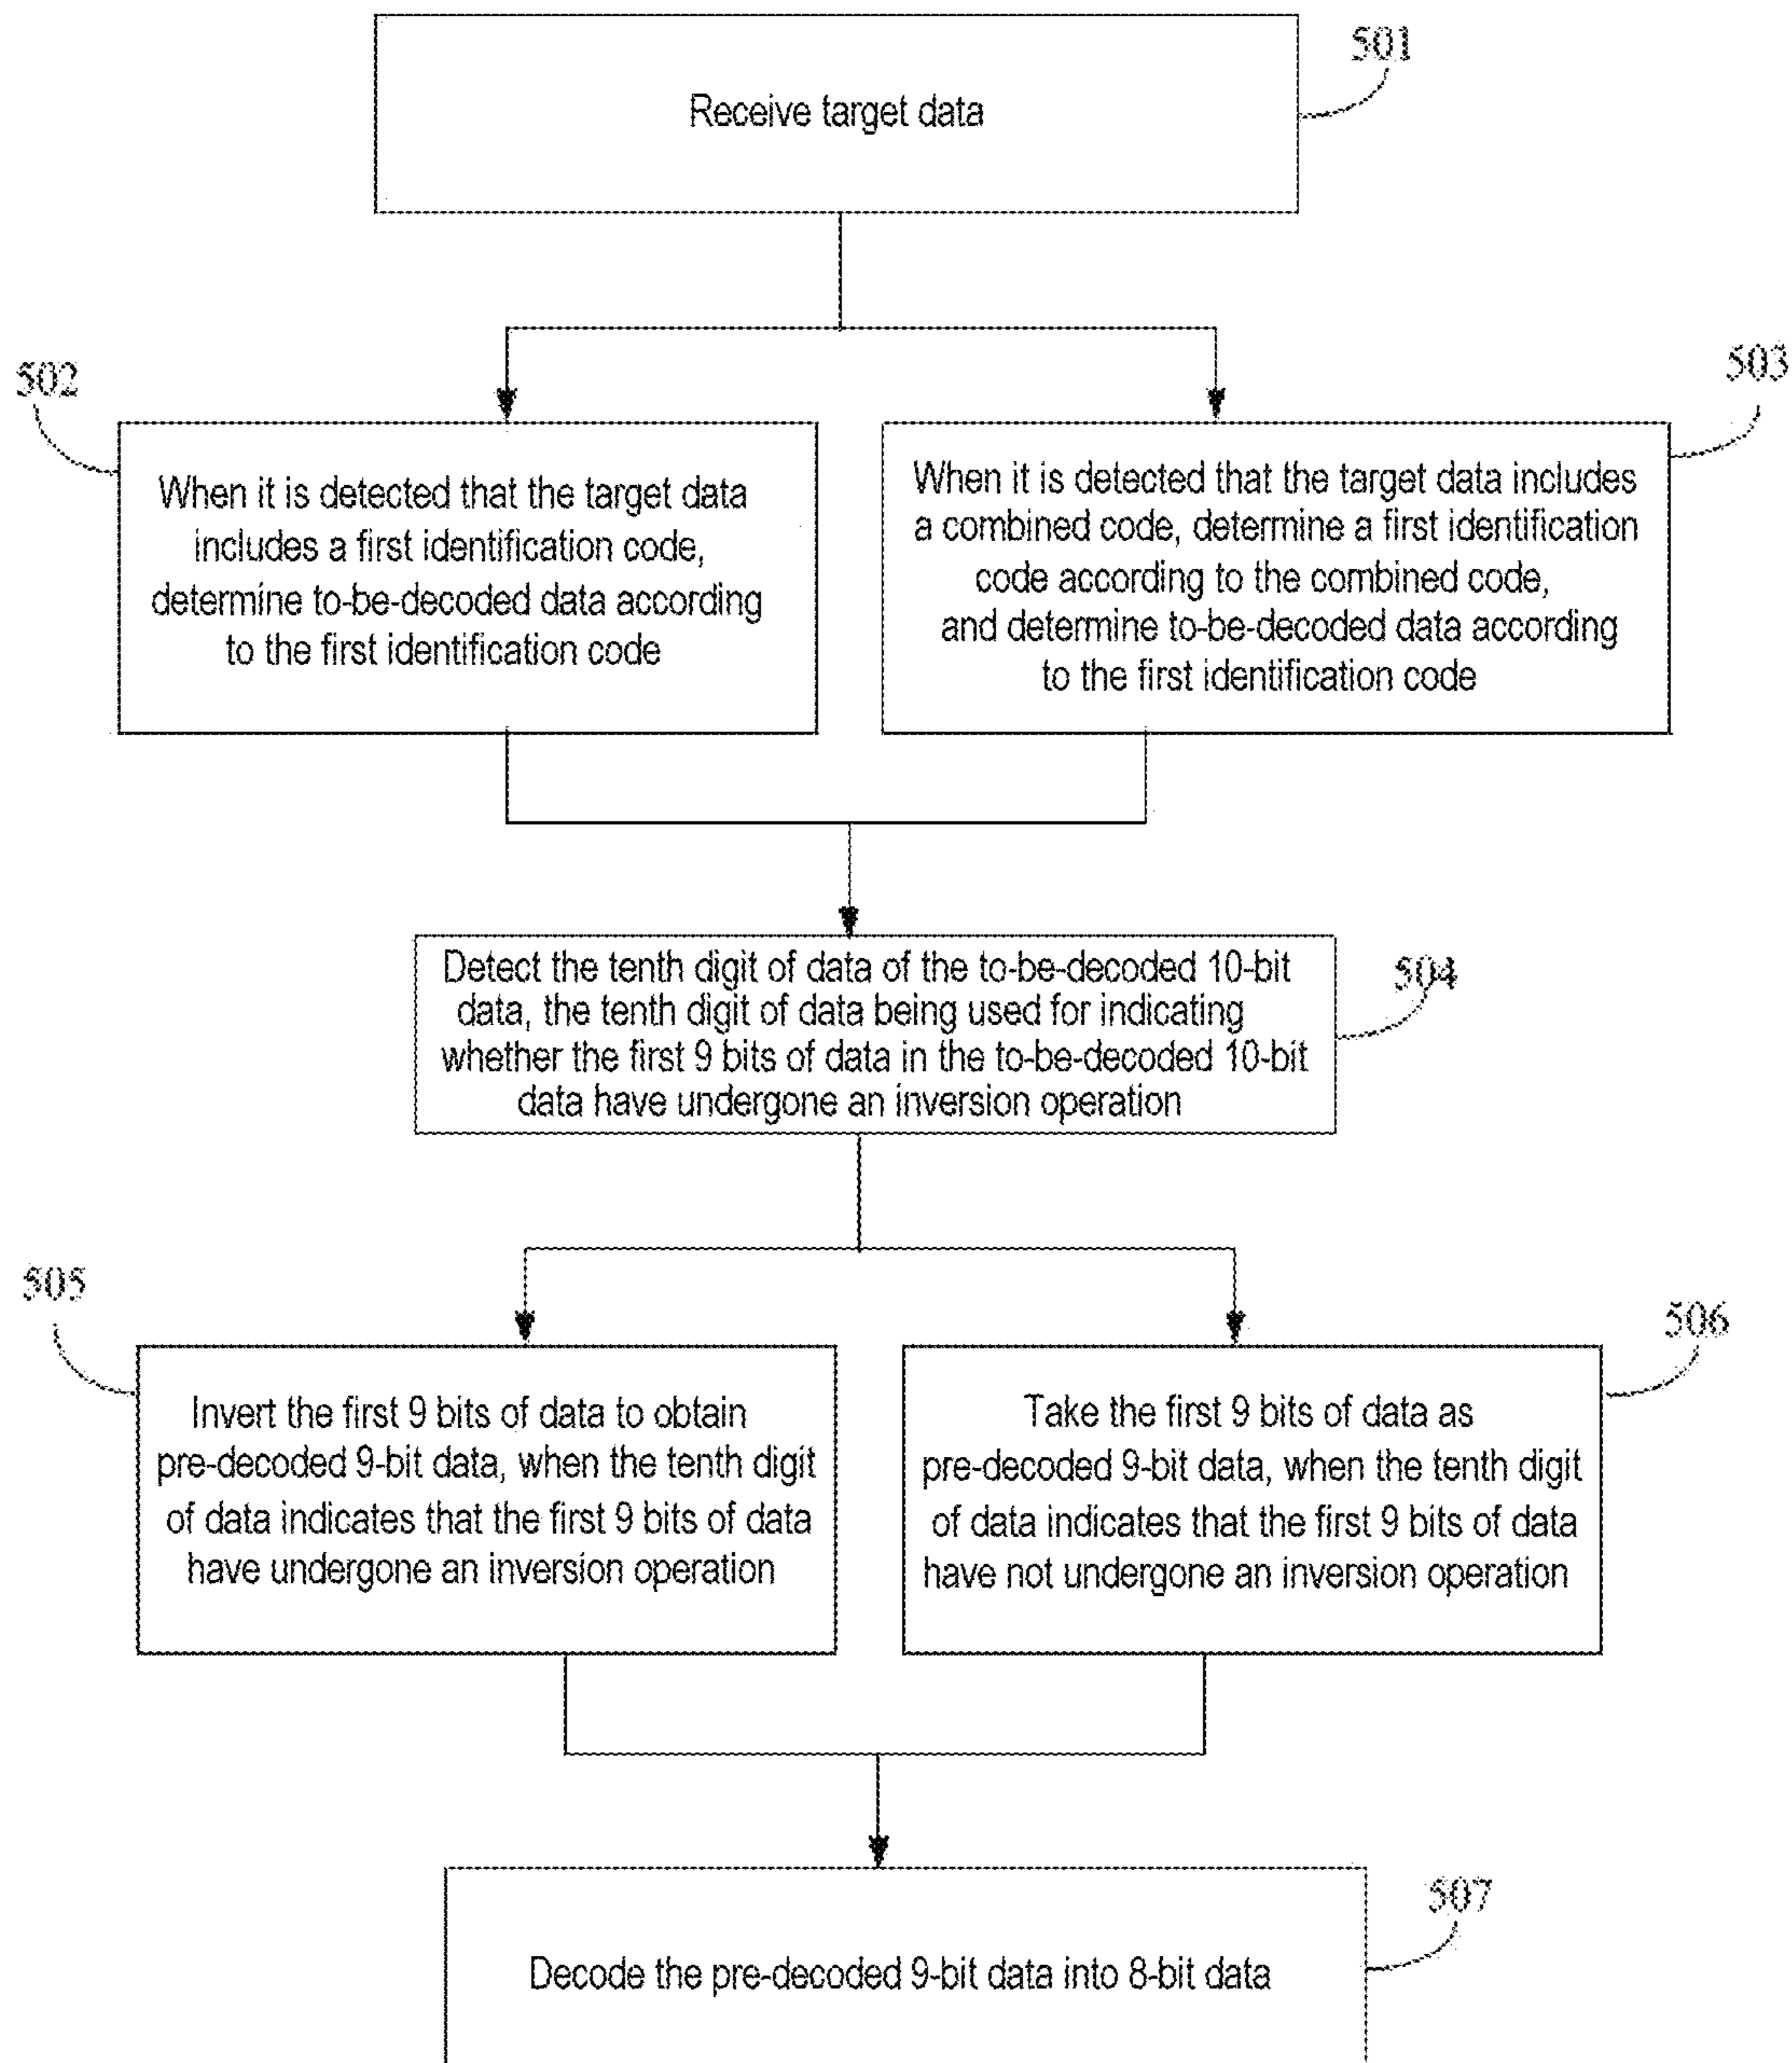 501
Receive target data
502
503
When it is detected that the target data
includes a first identification code,
determine to-be-decoded data according
to the first identification code
When it is detected that the target data includes
a combined code, determine a first identification
code according to the combined code,
and determine to-be-decoded data according
to the first identification code
Detect the tenth digit of data of the to-be-decoded 10-bit
data, the tenth digit of data being used for indicating
whether the first 9 bits of data in the to-be-decoded 10-bit
data have undergone an inversion operation
504
505
506
Invert the first 9 bits of data to obtain
pre-decoded 9-bit data, when the tenth digit
of data indicates that the first 9 bits of data
have undergone an inversion operation
Take the first 9 bits of data as
pre-decoded 9-bit data, when the tenth digit
of data indicates that the first 9 bits of data
have not undergone an inversion operation
507
Decode the pre-decoded 9-bit data into 8-bit data